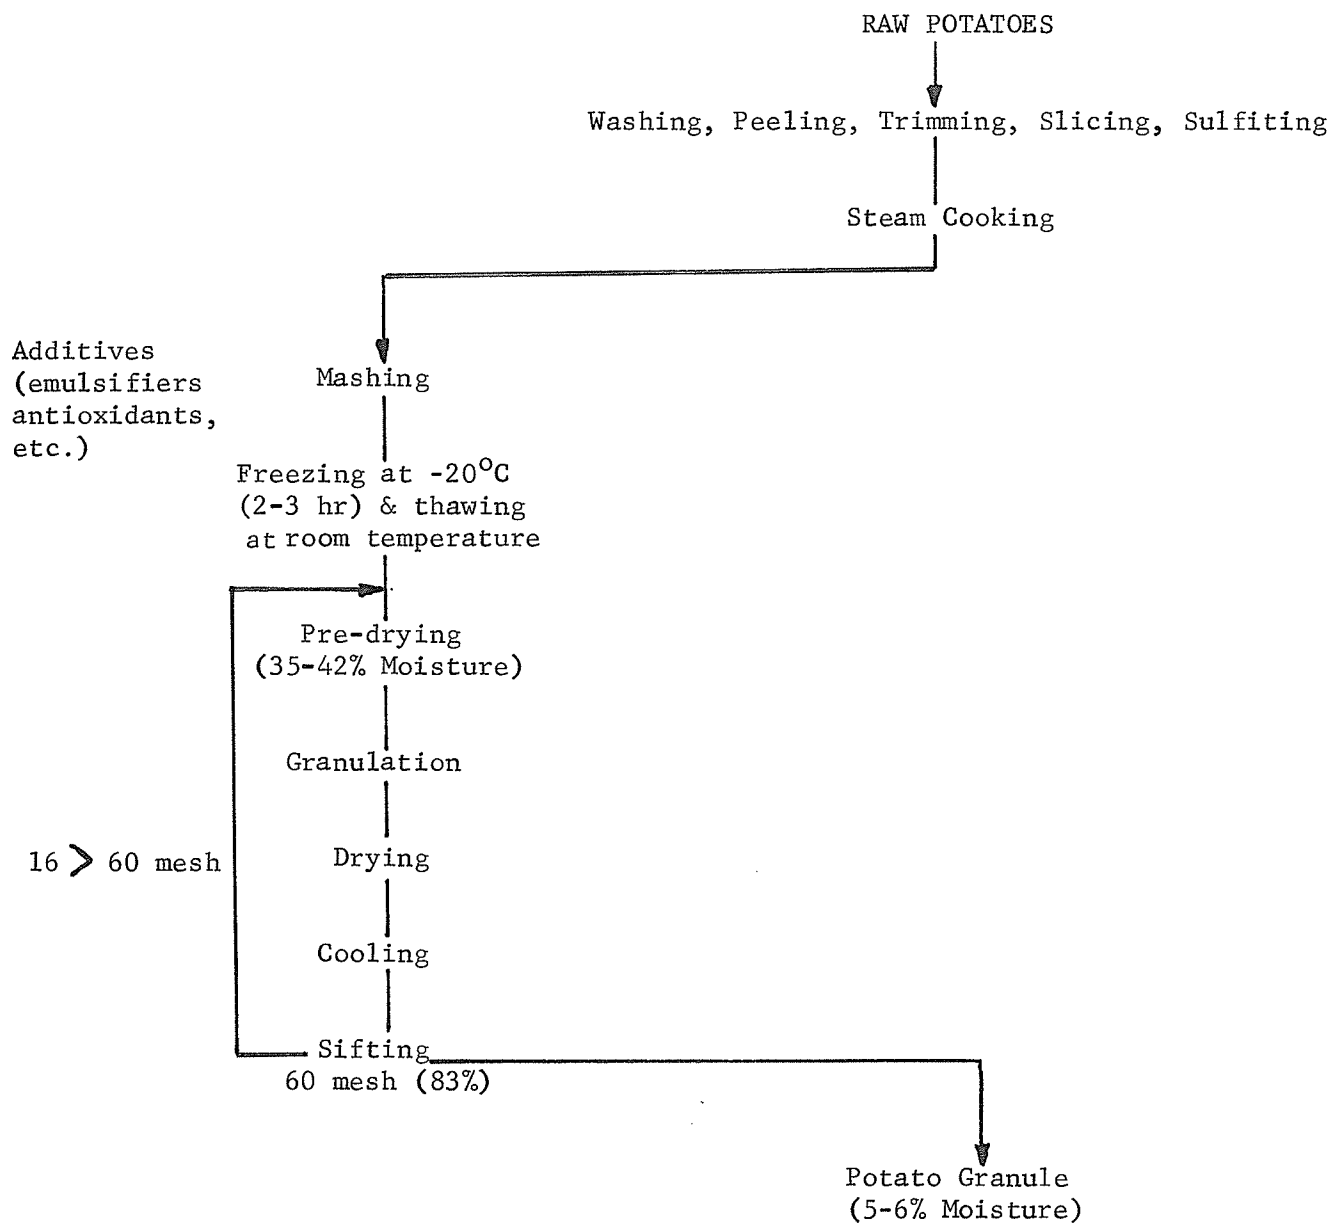 RAW POTATOES
Washing, Peeling, Trimming, Slicing, Sulfiting
Steam Cooking
Additives
(emulsifiers
antioxidants,
etc.)
Mashing
Freezing at -20°C
(2-3 hr) & thawing
at room temperature
Pre-drying
(35-42% Moisture)
Granulation
16 > 60 mesh
Drying
Cooling
Sifting
60 mesh (83%)
Potato Granule
(5-6% Moisture)